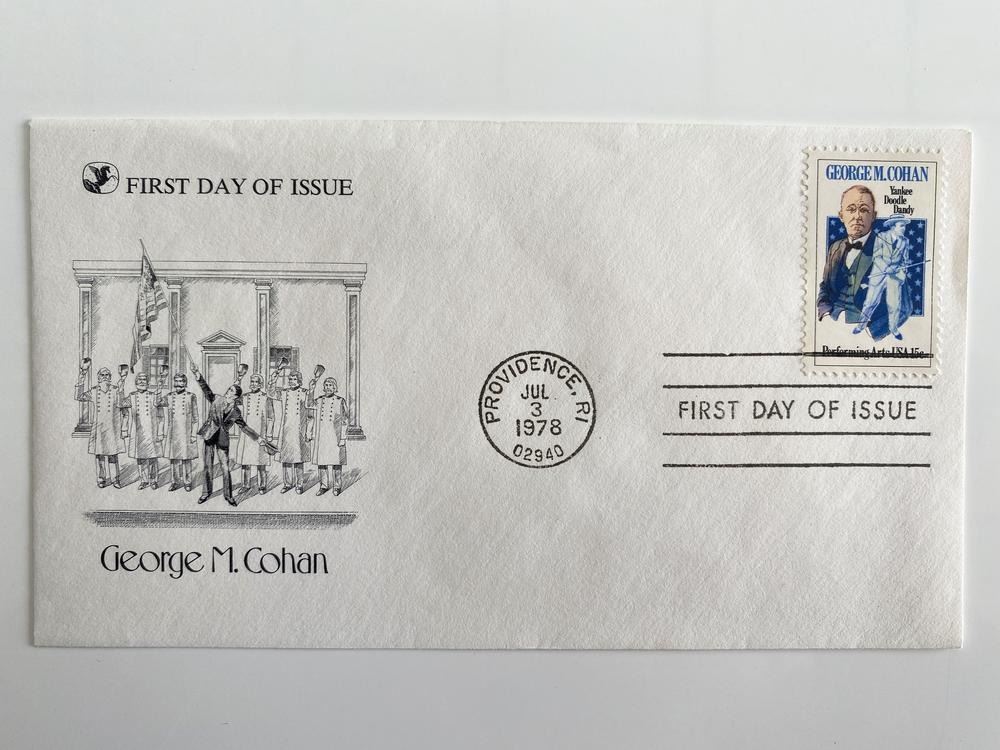 FIRST DAY OF ISSUE
GEORGE M. COHAN
Yankee
Doodle
Dandy
Performing Arts USA 15c
PROVIDENCE, RI
JUL
3
1978
02940
FIRST DAY OF ISSUE
George M. Cohan